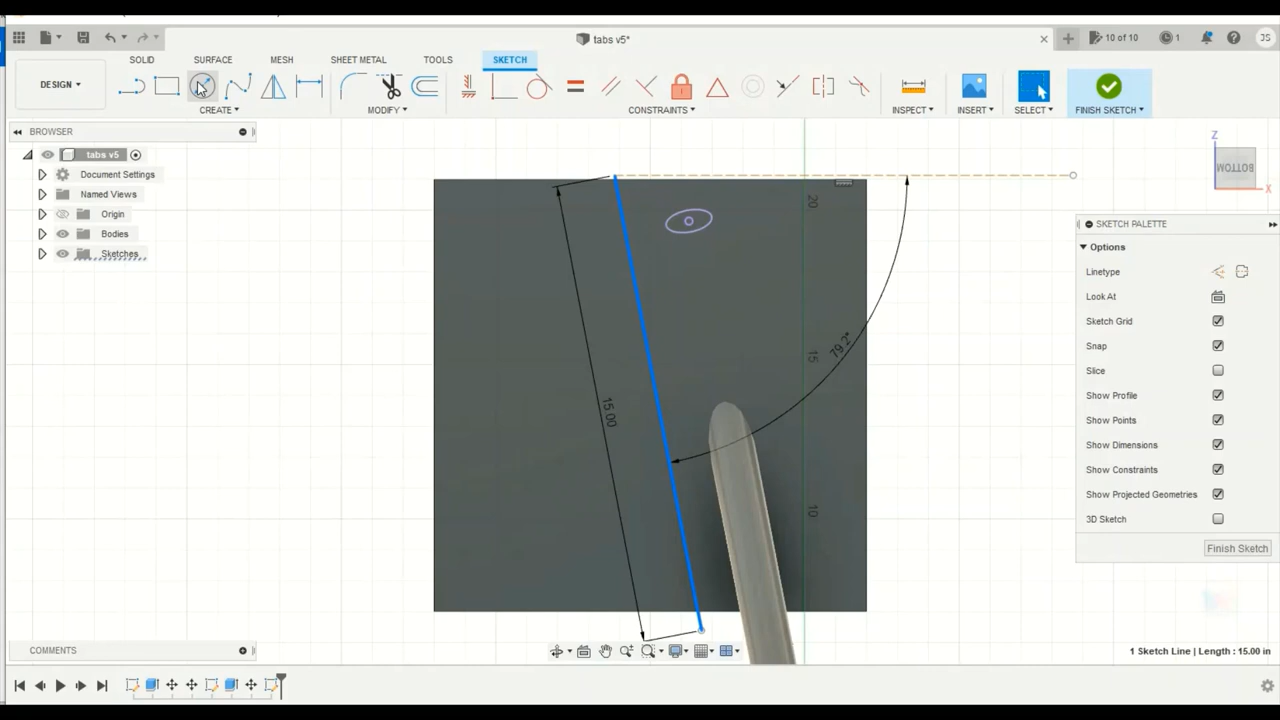 tabs v5*
10 of 10
1
JS
DESIGN
SOLID
SURFACE
MESH
SHEET METAL
TOOLS
SKETCH
CREATE
MODIFY
CONSTRAINTS
INSPECT
INSERT
SELECT
FINISH SKETCH
BROWSER
tabs v5
Document Settings
Named Views
Origin
Bodies
Sketches
Z
BOTTOM
X
20
15
10
79.2°
15.00
SKETCH PALETTE
Options
Linetype
Look At
Sketch Grid
Snap
Slice
Show Profile
Show Points
Show Dimensions
Show Constraints
Show Projected Geometries
3D Sketch
Finish Sketch
COMMENTS
1 Sketch Line | Length : 15.00 in